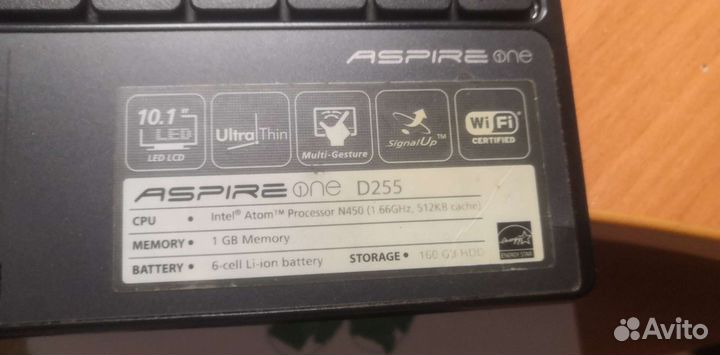 ASPIRE one
10.1" LED
LED LCD
UltraThin
Multi-Gesture
SignalUp™
WiFi
CERTIFIED
ASPIRE one D255
CPU • Intel® Atom™ Processor N450 (1.66GHz, 512KB cache)
MEMORY • 1 GB Memory
BATTERY • 6-cell Li-ion battery
STORAGE • 160 GB HDD
ENERGY STAR
Avito